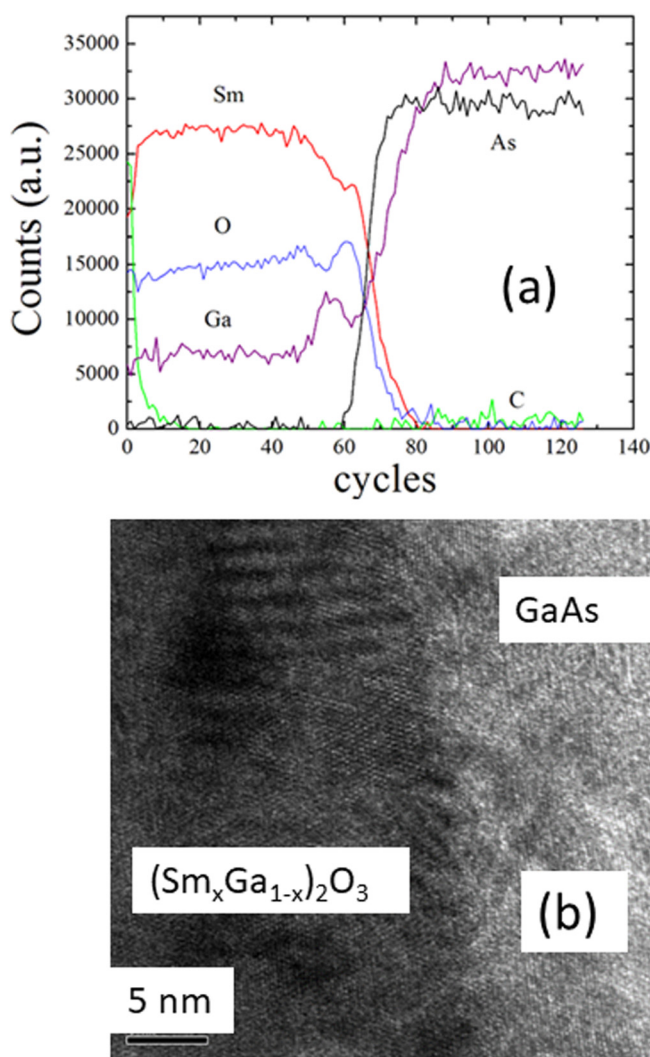 35000
30000
25000
20000
15000
10000
5000
0
Counts (a.u.)
Sm
O
Ga
As
C
(a)
0 20 40 60 80 100 120 140
cycles
GaAs
(SmₓGa₁₋ₓ)₂O₃
(b)
5 nm